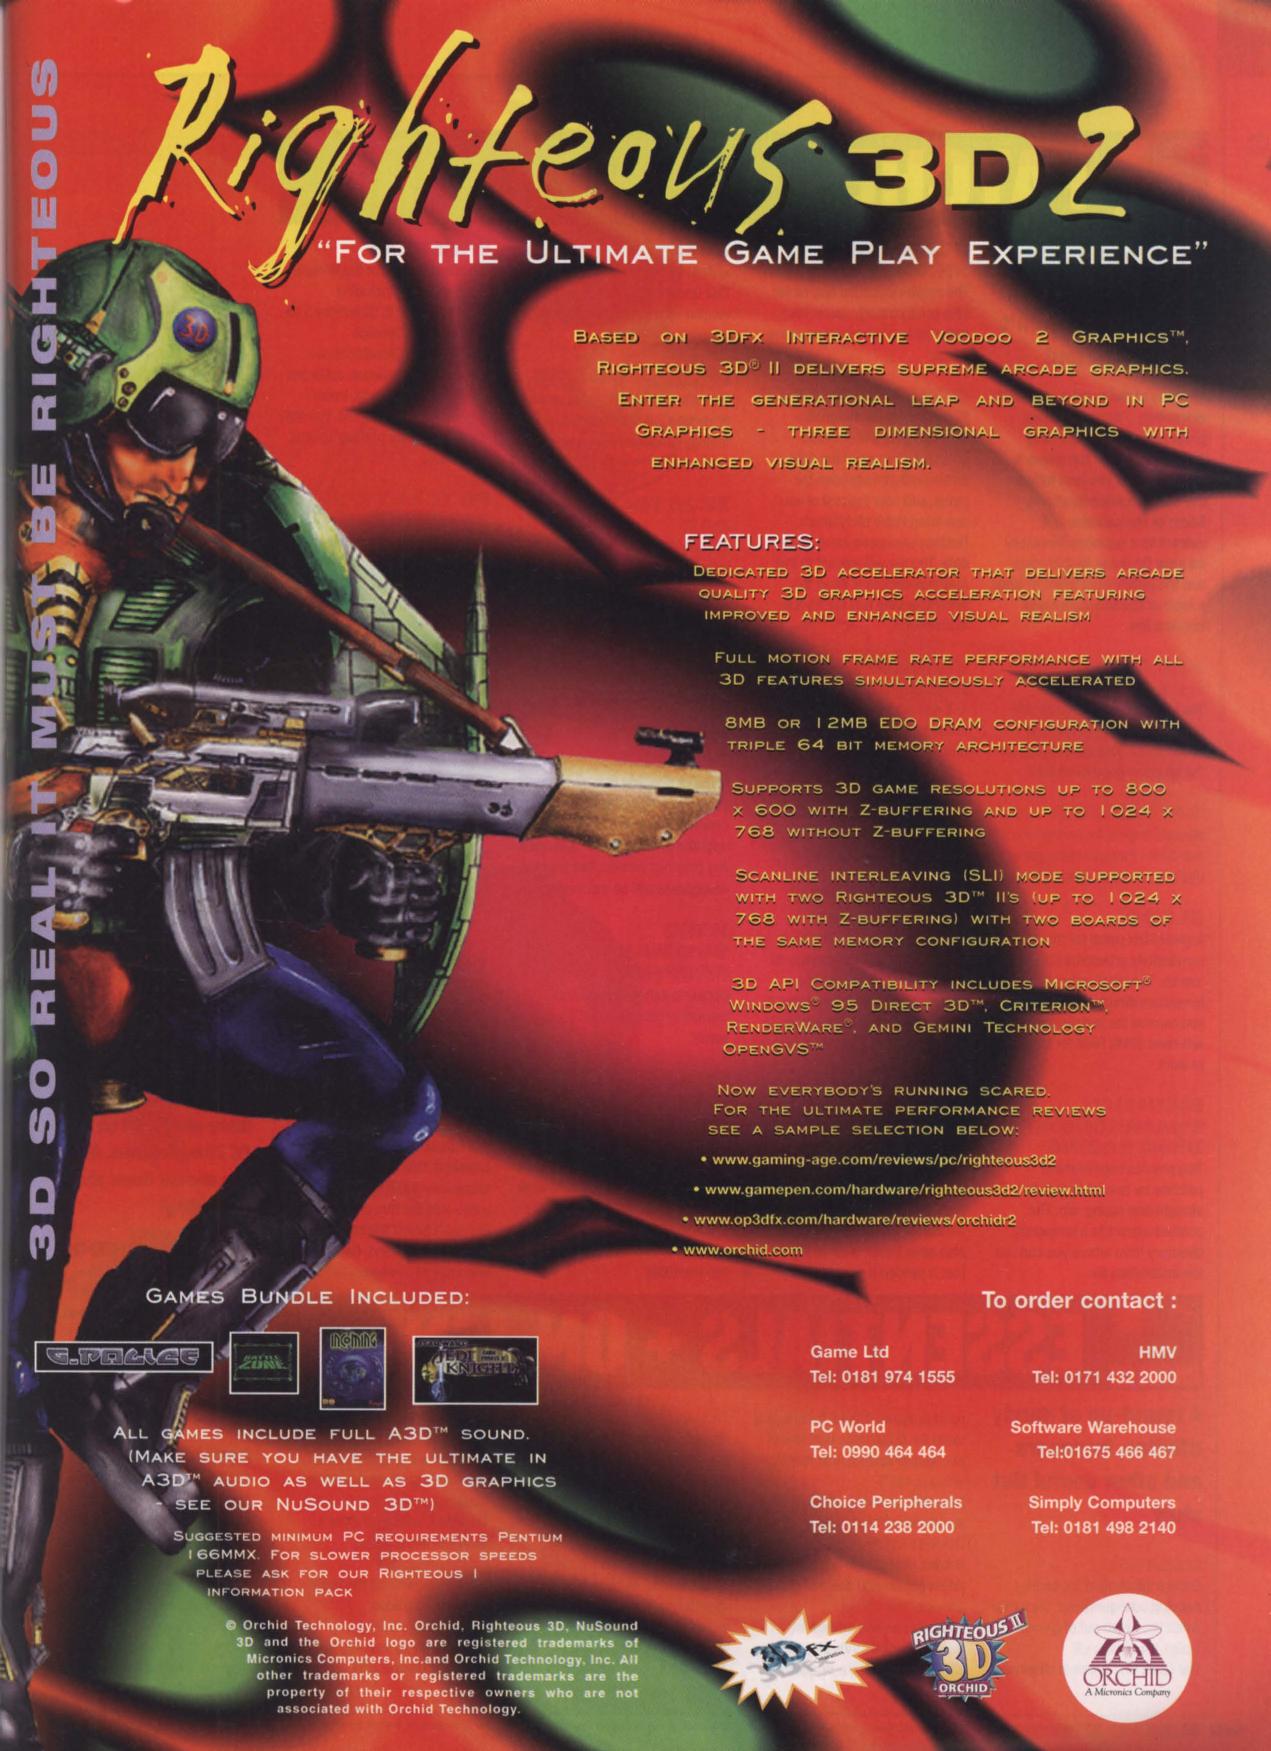 3D SO REAL IT MUST BE RIGHTEOUS
Righteous 3D 2
“FOR THE ULTIMATE GAME PLAY EXPERIENCE”
BASED ON 3DFX INTERACTIVE VOODOO 2 GRAPHICS™,
RIGHTEOUS 3D® II DELIVERS SUPREME ARCADE GRAPHICS.
ENTER THE GENERATIONAL LEAP AND BEYOND IN PC
GRAPHICS - THREE DIMENSIONAL GRAPHICS WITH
ENHANCED VISUAL REALISM.
FEATURES:
DEDICATED 3D ACCELERATOR THAT DELIVERS ARCADE
QUALITY 3D GRAPHICS ACCELERATION FEATURING
IMPROVED AND ENHANCED VISUAL REALISM
FULL MOTION FRAME RATE PERFORMANCE WITH ALL
3D FEATURES SIMULTANEOUSLY ACCELERATED
8MB OR 12MB EDO DRAM CONFIGURATION WITH
TRIPLE 64 BIT MEMORY ARCHITECTURE
SUPPORTS 3D GAME RESOLUTIONS UP TO 800
X 600 WITH Z-BUFFERING AND UP TO 1024 X
768 WITHOUT Z-BUFFERING
SCANLINE INTERLEAVING (SLI) MODE SUPPORTED
WITH TWO RIGHTEOUS 3D™ II'S (UP TO 1024 X
768 WITH Z-BUFFERING) WITH TWO BOARDS OF
THE SAME MEMORY CONFIGURATION
3D API COMPATIBILITY INCLUDES MICROSOFT®
WINDOWS® 95 DIRECT 3D™, CRITERION™,
RENDERWARE®, AND GEMINI TECHNOLOGY
OPENGVS™
NOW EVERYBODY'S RUNNING SCARED.
FOR THE ULTIMATE PERFORMANCE REVIEWS
SEE A SAMPLE SELECTION BELOW:
• www.gaming-age.com/reviews/pc/righteous3d2
• www.gamepen.com/hardware/righteous3d2/review.html
• www.op3dfx.com/hardware/reviews/orchidr2
• www.orchid.com
GAMES BUNDLE INCLUDED:
G.POLICE
BATTLE ZONE
INCOMING
STAR WARS JEDI KNIGHT
ALL GAMES INCLUDE FULL A3D™ SOUND.
(MAKE SURE YOU HAVE THE ULTIMATE IN
A3D™ AUDIO AS WELL AS 3D GRAPHICS
- SEE OUR NUSOUND 3D™)
SUGGESTED MINIMUM PC REQUIREMENTS PENTIUM
166MMX. FOR SLOWER PROCESSOR SPEEDS
PLEASE ASK FOR OUR RIGHTEOUS 1
INFORMATION PACK
© Orchid Technology, Inc. Orchid, Righteous 3D, NuSound
3D and the Orchid logo are registered trademarks of
Micronics Computers, Inc.and Orchid Technology, Inc. All
other trademarks or registered trademarks are the
property of their respective owners who are not
associated with Orchid Technology.
To order contact :
Game Ltd
Tel: 0181 974 1555
HMV
Tel: 0171 432 2000
PC World
Tel: 0990 464 464
Software Warehouse
Tel:01675 466 467
Choice Peripherals
Tel: 0114 238 2000
Simply Computers
Tel: 0181 498 2140
3Dfx
RIGHTEOUS II
3D
ORCHID
ORCHID
A Micronics Company
3D